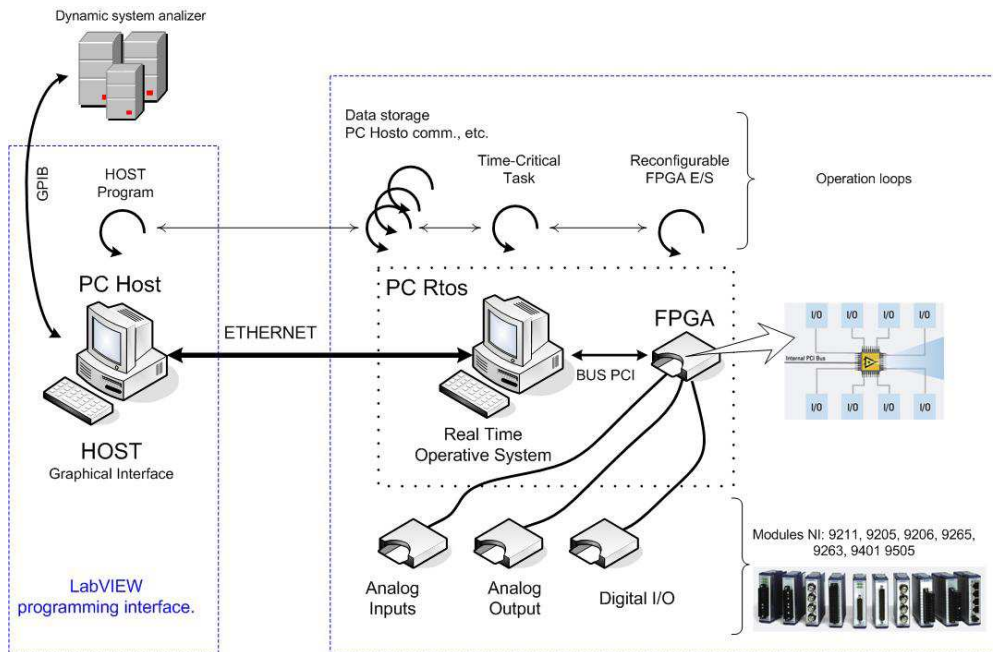 Dynamic system analizer
GPIB
HOST
Program
Data storage
PC Hosto comm., etc.
Time-Critical
Task
Reconfigurable
FPGA E/S
Operation loops
PC Host
ETHERNET
PC Rtos
FPGA
BUS PCI
I/O
I/O
I/O
I/O
Internal PCI Bus
I/O
I/O
I/O
I/O
HOST
Graphical Interface
Real Time
Operative System
Modules NI: 9211, 9205, 9206, 9265,
9263, 9401 9505
LabVIEW
programming interface.
Analog
Inputs
Analog
Output
Digital I/O